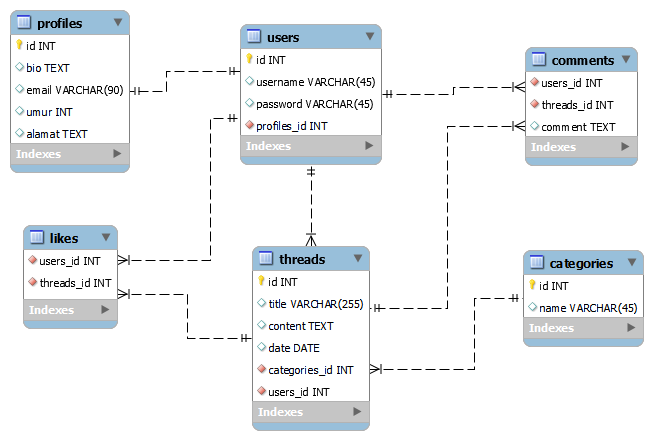 profiles
id INT
bio TEXT
email VARCHAR(90)
umur INT
alamat TEXT
Indexes
users
id INT
username VARCHAR(45)
password VARCHAR(45)
profiles_id INT
Indexes
comments
users_id INT
threads_id INT
comment TEXT
Indexes
likes
users_id INT
threads_id INT
Indexes
threads
id INT
title VARCHAR(255)
content TEXT
date DATE
categories_id INT
users_id INT
Indexes
categories
id INT
name VARCHAR(45)
Indexes